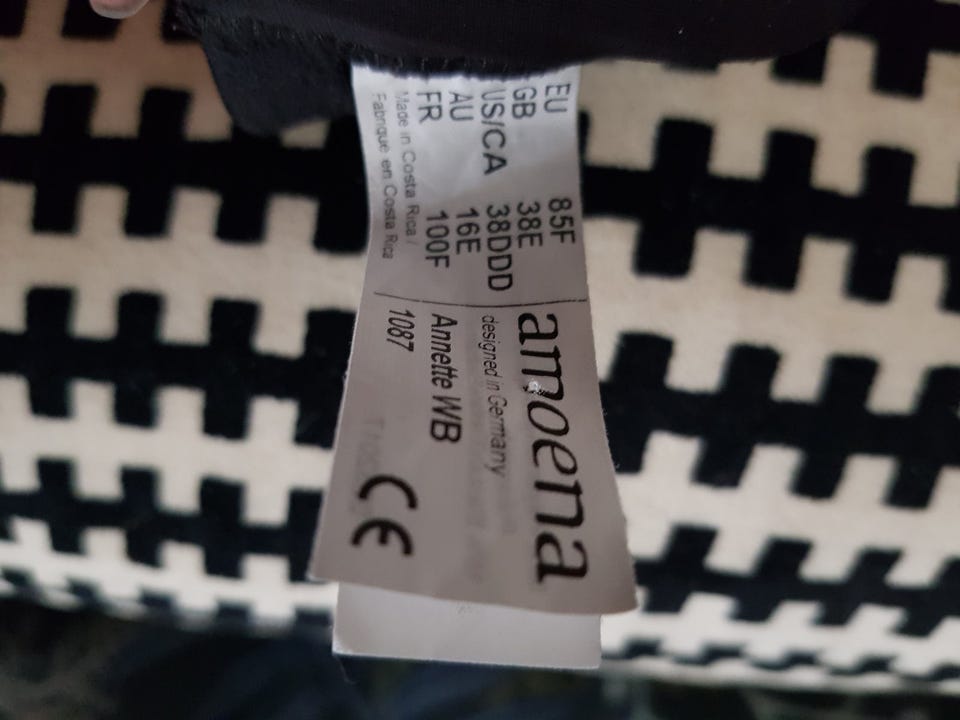 EU 85F
GB 38E
US/CA 38DDD
AU 16E
FR 100F
Made in Costa Rica /
Fabriqué en Costa Rica
amoena
designed in Germany
Annette WB
1087
CE